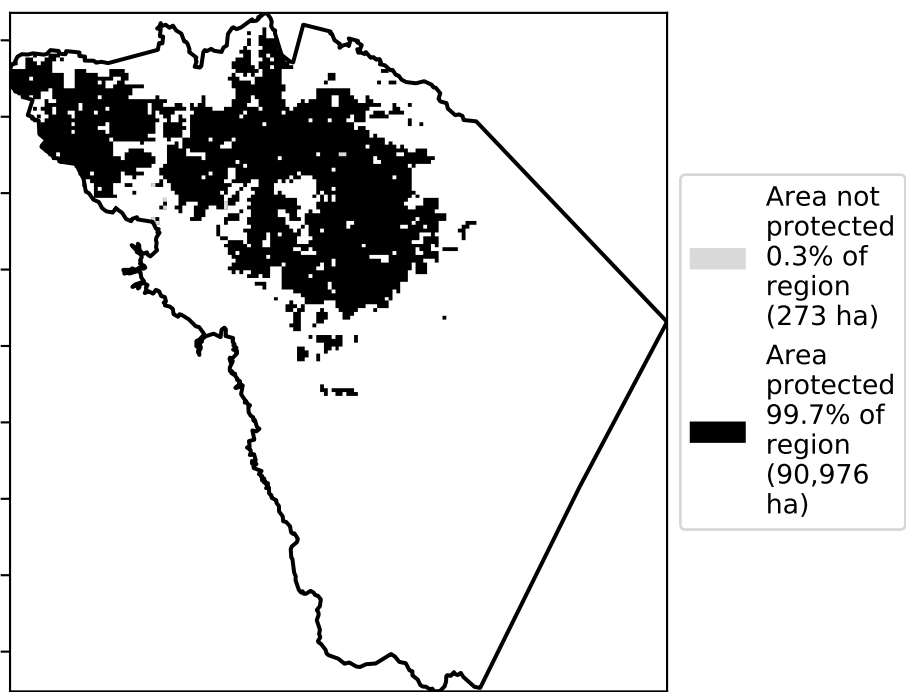 Area not
protected
0.3% of
region
(273 ha)
Area
protected
99.7% of
region
(90,976
ha)